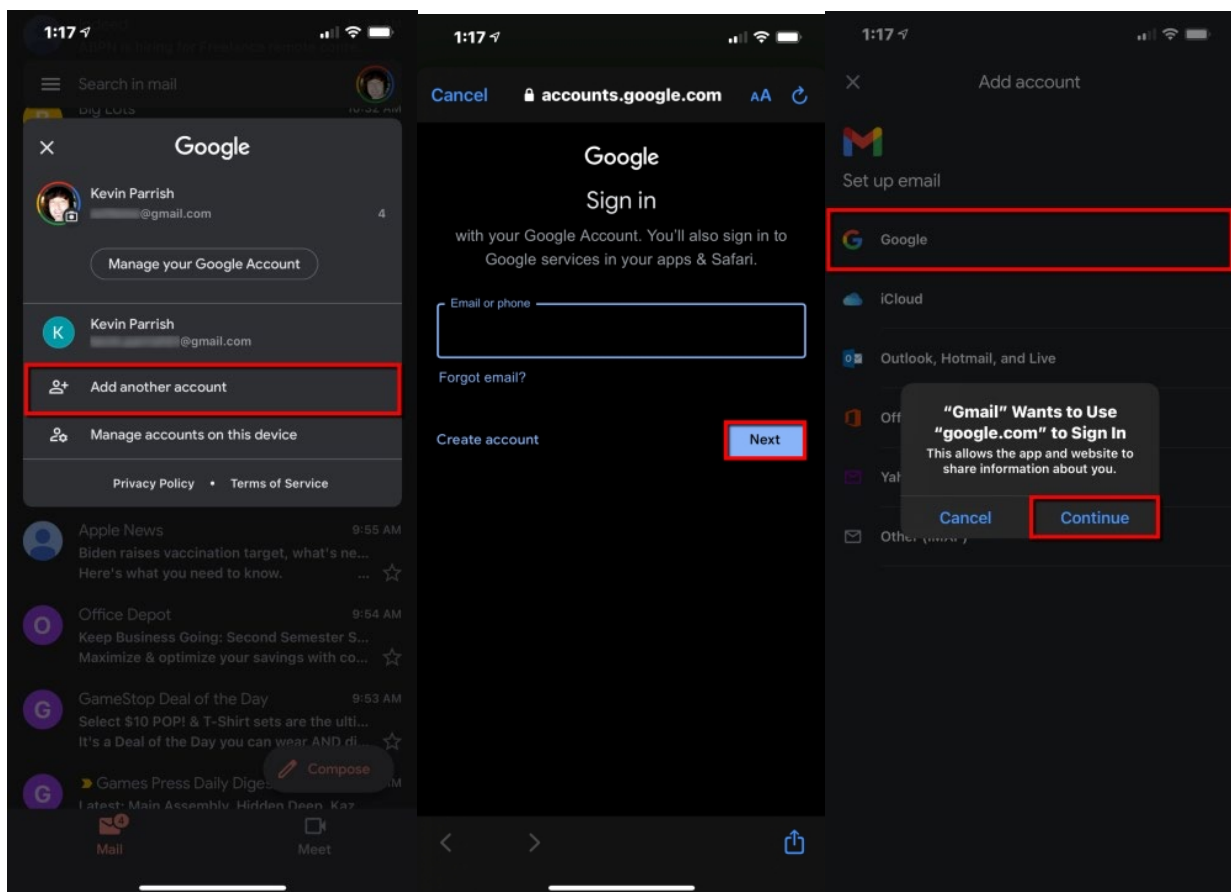 1:17
Search in mail
Big Lots
10:52 AM
Google
Kevin Parrish
@gmail.com
4
Manage your Google Account
K
Kevin Parrish
@gmail.com
Add another account
Manage accounts on this device
Privacy Policy • Terms of Service
Apple News 9:55 AM
Biden raises vaccination target, what's ne...
Here's what you need to know. ...
O
Office Depot 9:54 AM
Keep Business Going: Second Semester S...
Maximize & optimize your savings with co...
G
GameStop Deal of the Day 9:53 AM
Select $10 POP! & T-Shirt sets are the ulti...
It's a Deal of the Day you can wear AND di...
G
Games Press Daily Dige
Latest: Main Assembly, Hidden Deep, Kaz
Compose
4
Mail
Meet
1:17
Cancel
accounts.google.com
AA
Google
Sign in
with your Google Account. You'll also sign in to
Google services in your apps & Safari.
Email or phone
Forgot email?
Create account
Next
1:17
Add account
Set up email
Google
iCloud
Outlook, Hotmail, and Live
Off
Yah
Other (IMAP)
"Gmail" Wants to Use
"google.com" to Sign In
This allows the app and website to
share information about you.
Cancel
Continue